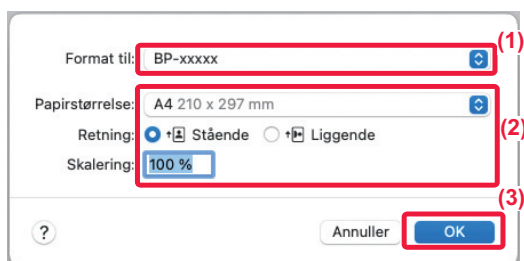 Format til: BP-xxxxx (1)
Papirstørrelse: A4 210 x 297 mm
Retning: Stående Liggende (2)
Skalering: 100 %
(3)
? Annuller OK